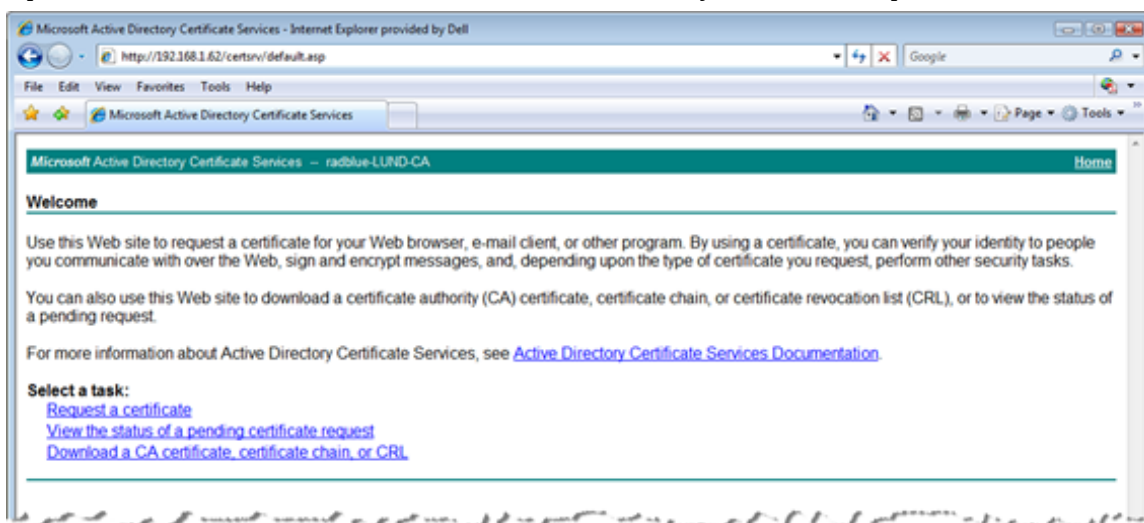 Microsoft Active Directory Certificate Services - Internet Explorer provided by Dell
http://192.168.1.62/certsrv/default.asp
Google
File Edit View Favorites Tools Help
Microsoft Active Directory Certificate Services
Page Tools
Microsoft Active Directory Certificate Services -- radblue-LUND-CA
Home
Welcome
Use this Web site to request a certificate for your Web browser, e-mail client, or other program. By using a certificate, you can verify your identity to people
you communicate with over the Web, sign and encrypt messages, and, depending upon the type of certificate you request, perform other security tasks.
You can also use this Web site to download a certificate authority (CA) certificate, certificate chain, or certificate revocation list (CRL), or to view the status of
a pending request.
For more information about Active Directory Certificate Services, see Active Directory Certificate Services Documentation.
Select a task:
Request a certificate
View the status of a pending certificate request
Download a CA certificate, certificate chain, or CRL